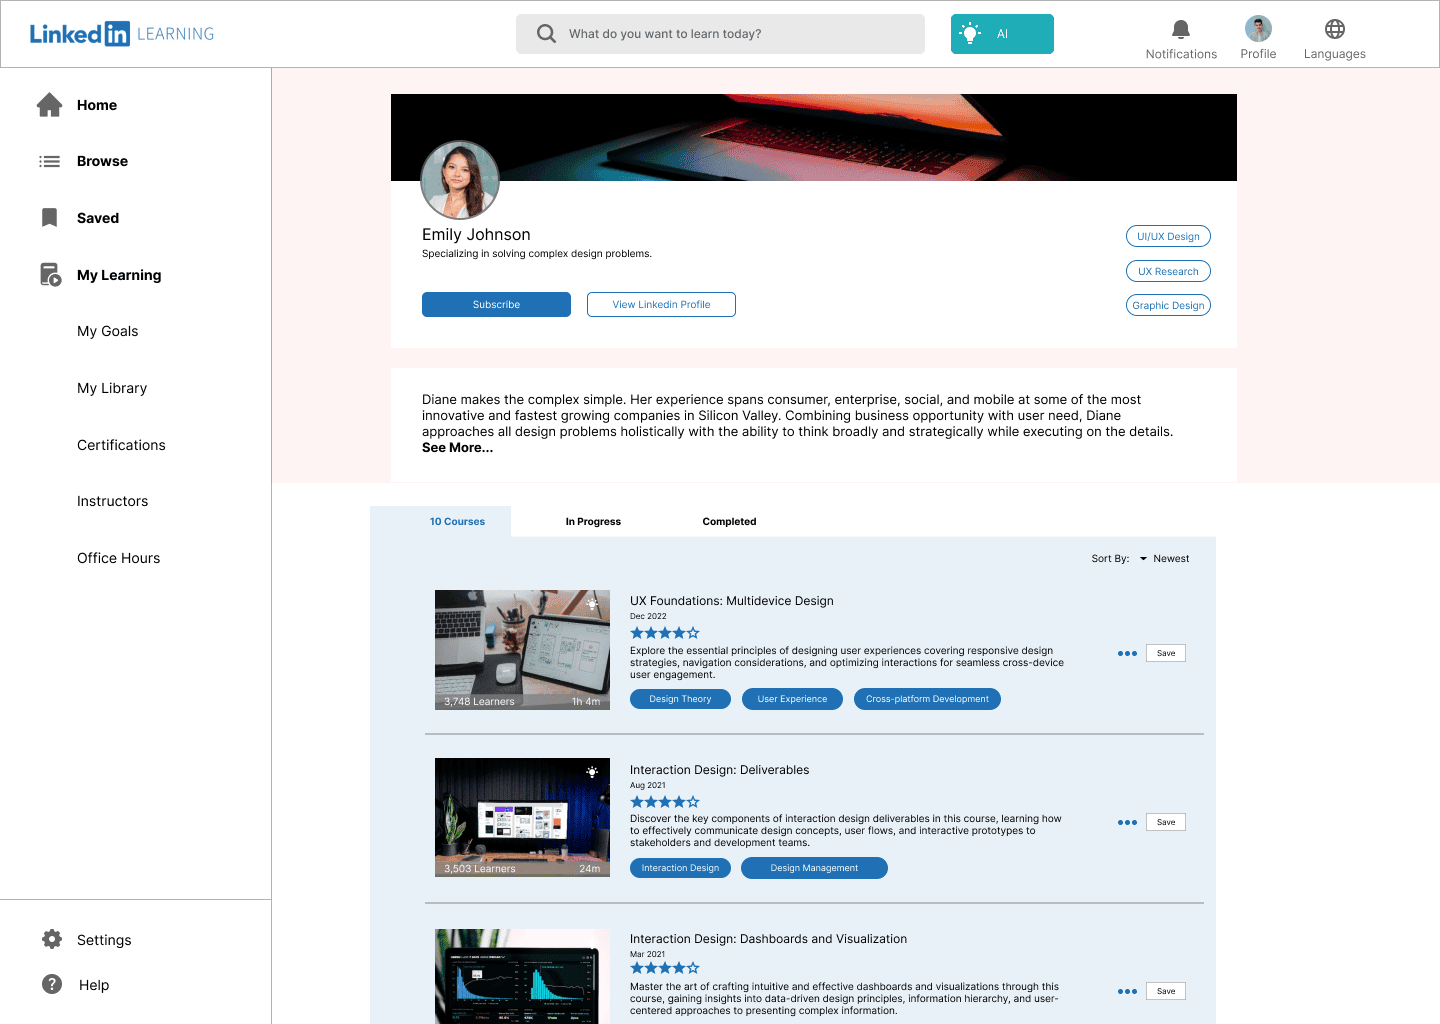 Linked in LEARNING
What do you want to learn today?
AI
Notifications
Profile
Languages
Home
Browse
Saved
My Learning
My Goals
My Library
Certifications
Instructors
Office Hours
Settings
Help
Emily Johnson
Specializing in solving complex design problems.
Subscribe
View Linkedin Profile
UI/UX Design
UX Research
Graphic Design
Diane makes the complex simple. Her experience spans consumer, enterprise, social, and mobile at some of the most
innovative and fastest growing companies in Silicon Valley. Combining business opportunity with user need, Diane
approaches all design problems holistically with the ability to think broadly and strategically while executing on the details.
See More...
10 Courses
In Progress
Completed
Sort By:
Newest
3,748 Learners
1h 4m
UX Foundations: Multidevice Design
Dec 2022
Explore the essential principles of designing user experiences covering responsive design
strategies, navigation considerations, and optimizing interactions for seamless cross-device
user engagement.
Design Theory
User Experience
Cross-platform Development
Save
3,503 Learners
24m
Interaction Design: Deliverables
Aug 2021
Discover the key components of interaction design deliverables in this course, learning how
to effectively communicate design concepts, user flows, and interactive prototypes to
stakeholders and development teams.
Interaction Design
Design Management
Save
Interaction Design: Dashboards and Visualization
Mar 2021
Master the art of crafting intuitive and effective dashboards and visualizations through this
course, gaining insights into data-driven design principles, information hierarchy, and user-
centered approaches to presenting complex information.
Save